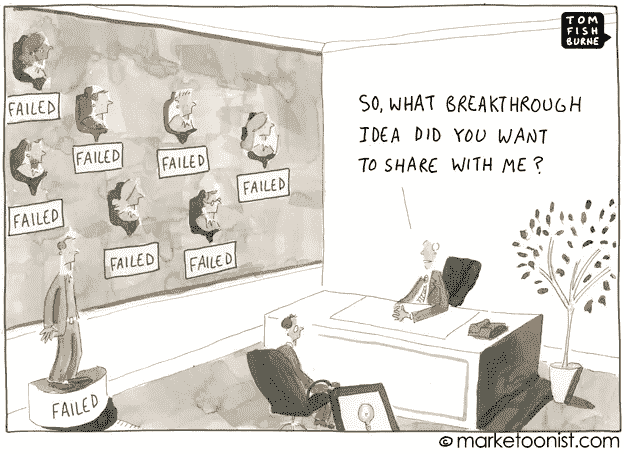 TOM
FISH
BURNE
SO, WHAT BREAKTHROUGH
IDEA DID YOU WANT
TO SHARE WITH ME?
FAILED
FAILED
FAILED
FAILED
FAILED
FAILED
FAILED
FAILED
© marketoonist.com